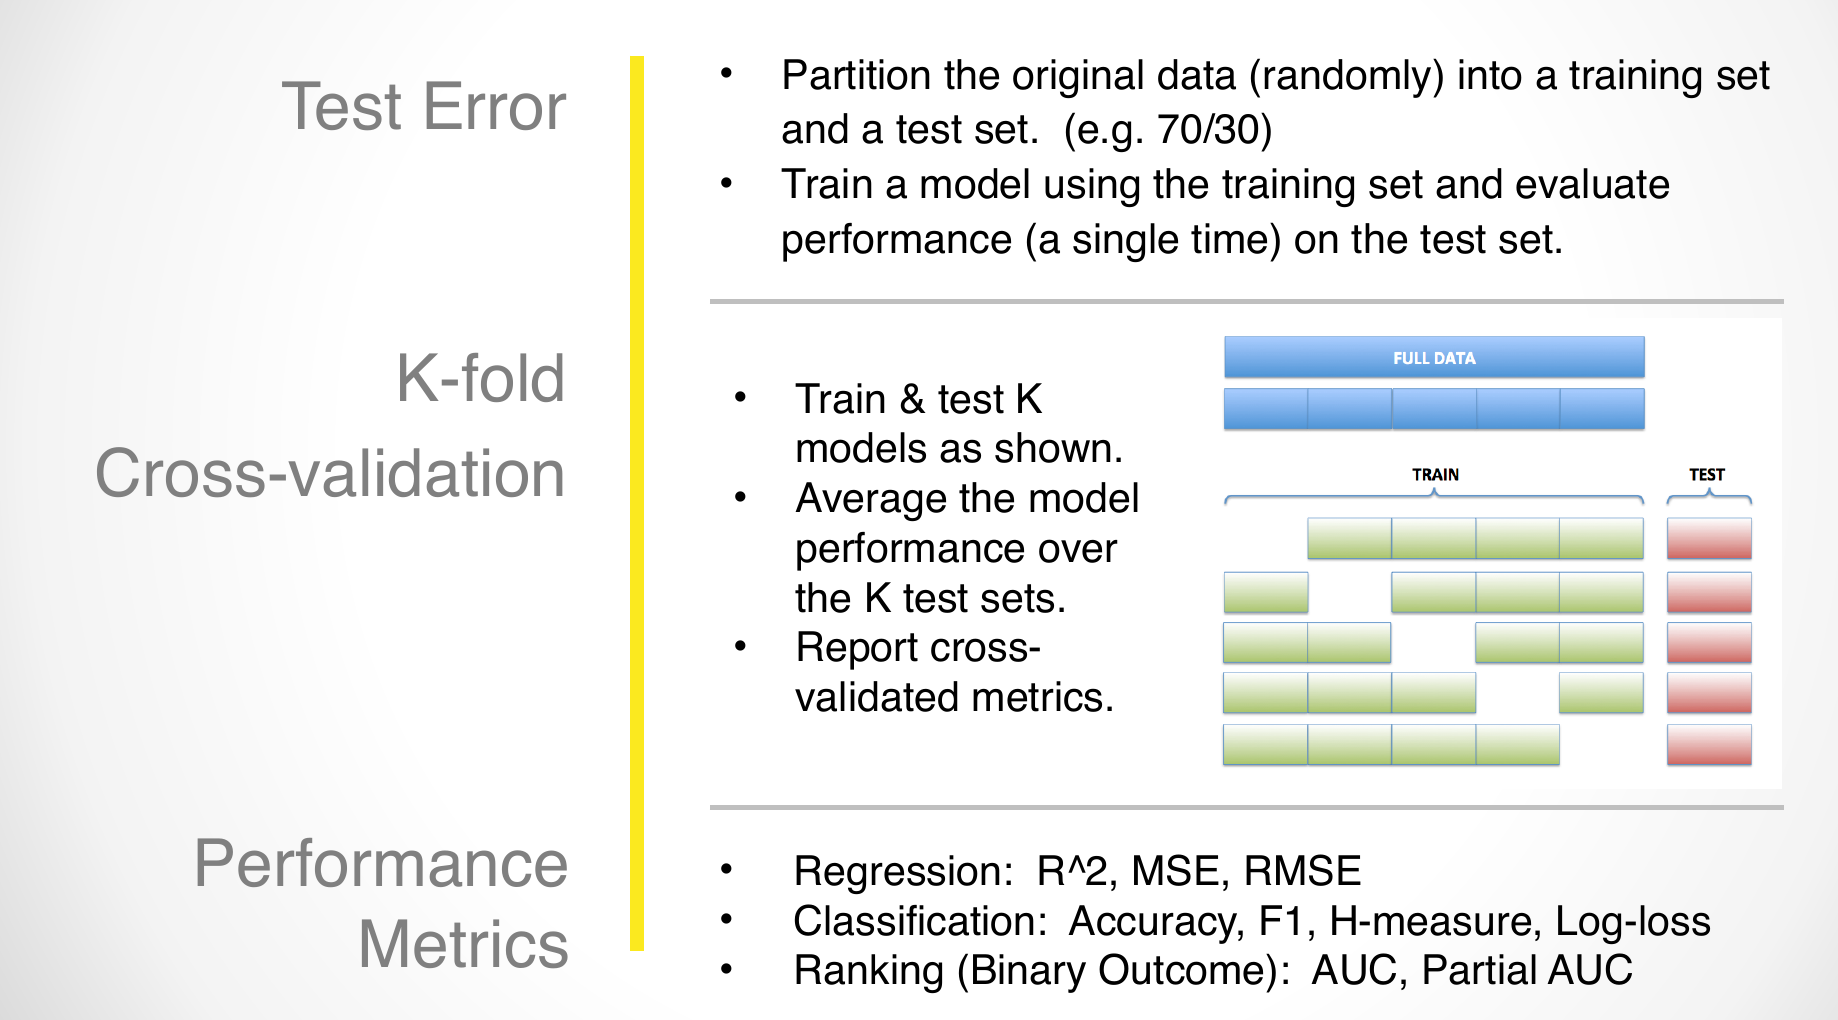 Test Error
• Partition the original data (randomly) into a training set
and a test set.  (e.g. 70/30)
• Train a model using the training set and evaluate
performance (a single time) on the test set.
K-fold
Cross-validation
• Train & test K
models as shown.
• Average the model
performance over
the K test sets.
• Report cross-
validated metrics.
FULL DATA
TRAIN
TEST
Performance
Metrics
• Regression:  R^2, MSE, RMSE
• Classification:  Accuracy, F1, H-measure, Log-loss
• Ranking (Binary Outcome):  AUC, Partial AUC